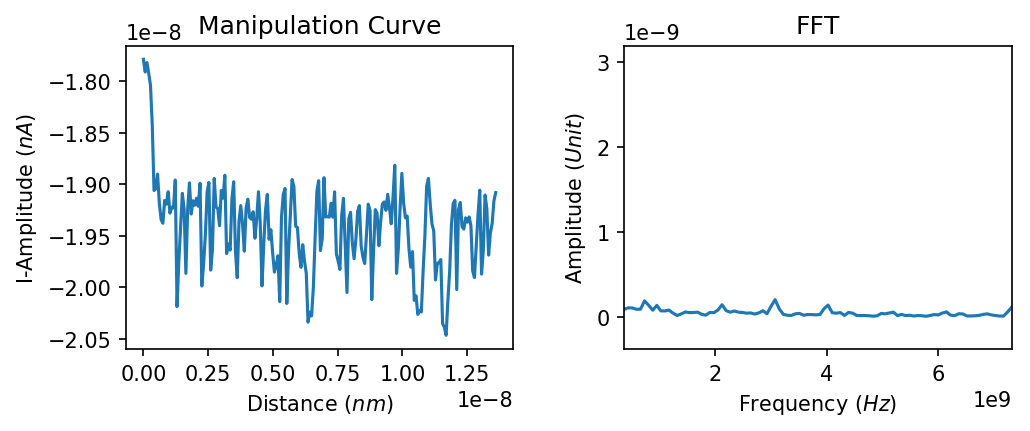 Manipulation Curve
1e−8
−1.80
−1.85
−1.90
−1.95
−2.00
−2.05
I-Amplitude (nA)
0.00 0.25 0.50 0.75 1.00 1.25
1e−8
Distance (nm)
FFT
1e−9
3
2
1
0
Amplitude (Unit)
2 4 6
1e9
Frequency (Hz)